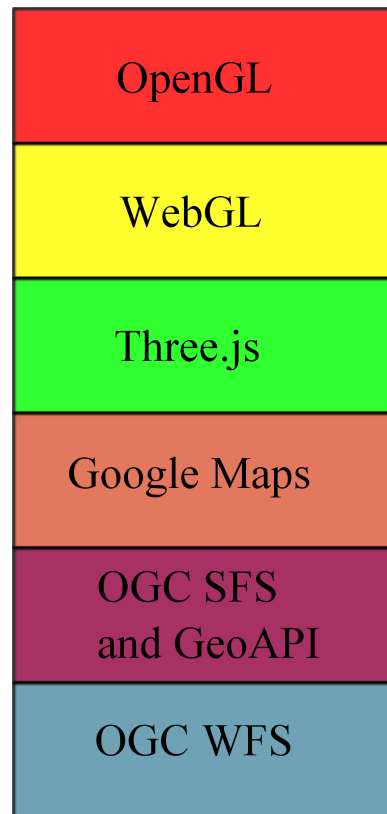 OpenGL
WebGL
Three.js
Google Maps
OGC SFS
and GeoAPI
OGC WFS